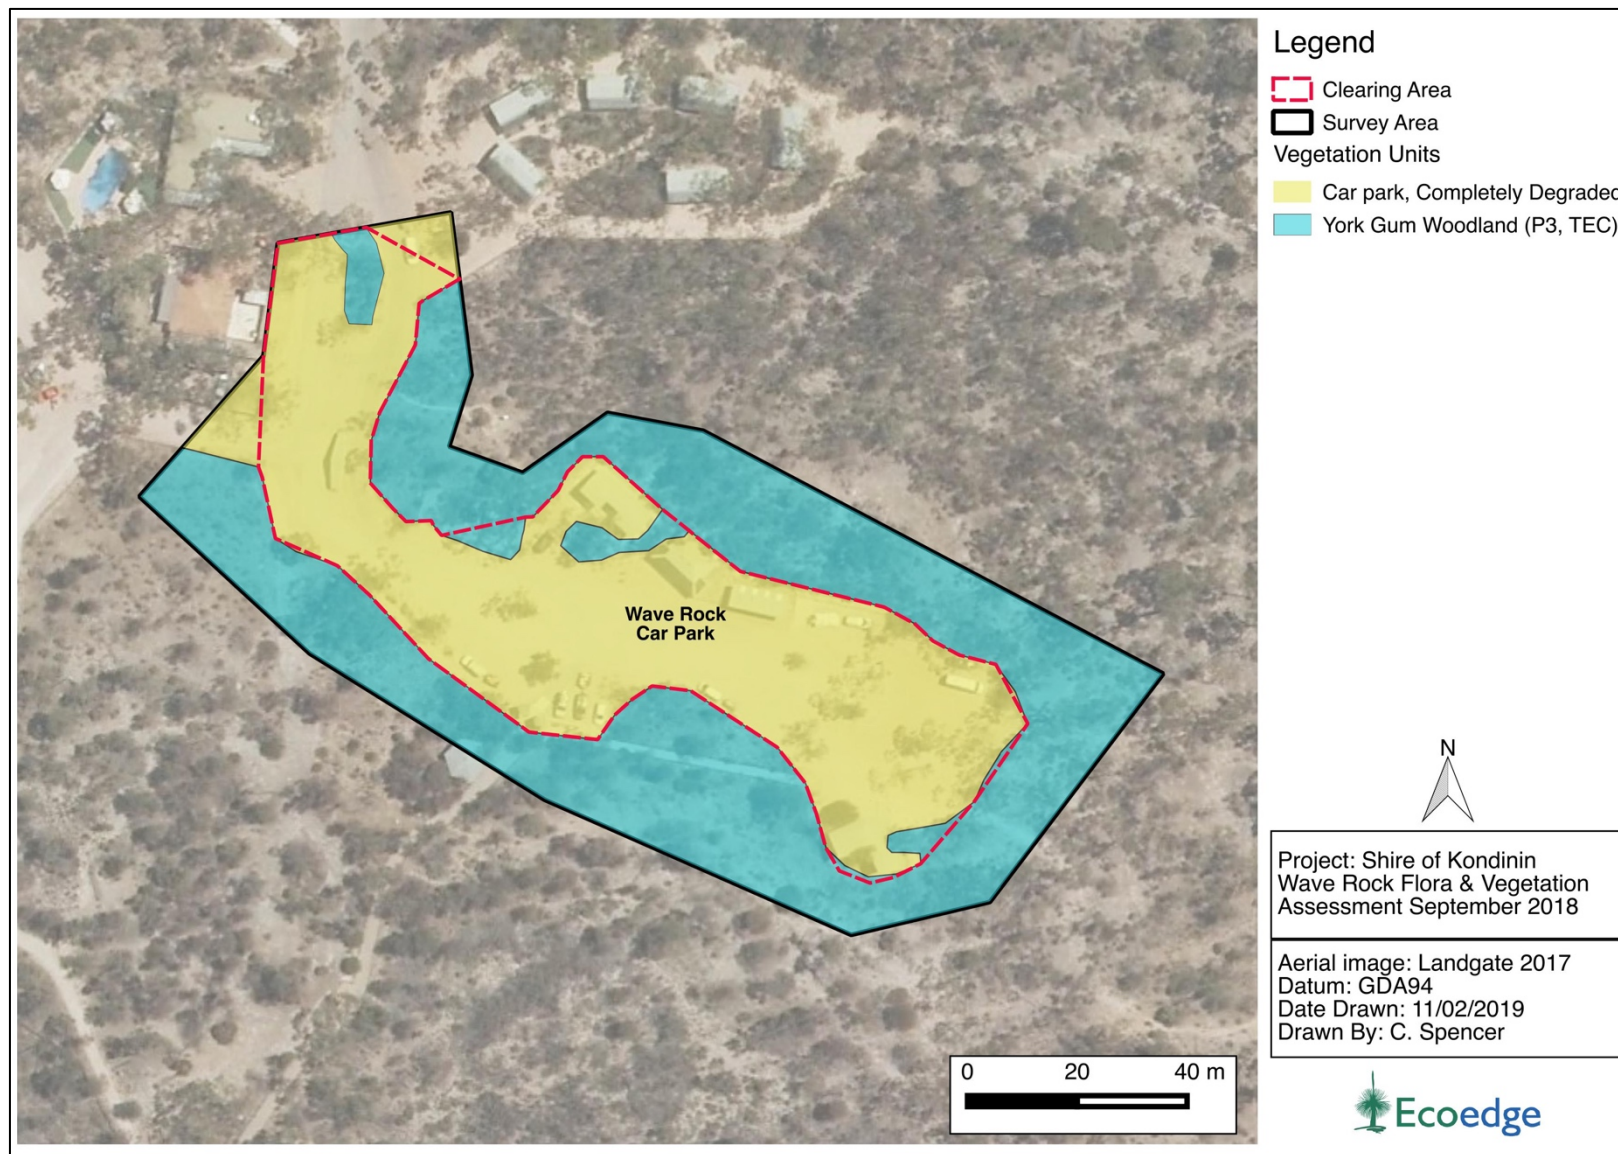 Legend
Clearing Area
Survey Area
Vegetation Units
Car park, Completely Degraded
York Gum Woodland (P3, TEC)
Wave Rock
Car Park
N
Project: Shire of Kondinin
Wave Rock Flora & Vegetation
Assessment September 2018
Aerial image: Landgate 2017
Datum: GDA94
Date Drawn: 11/02/2019
Drawn By: C. Spencer
0 20 40 m
Ecoedge